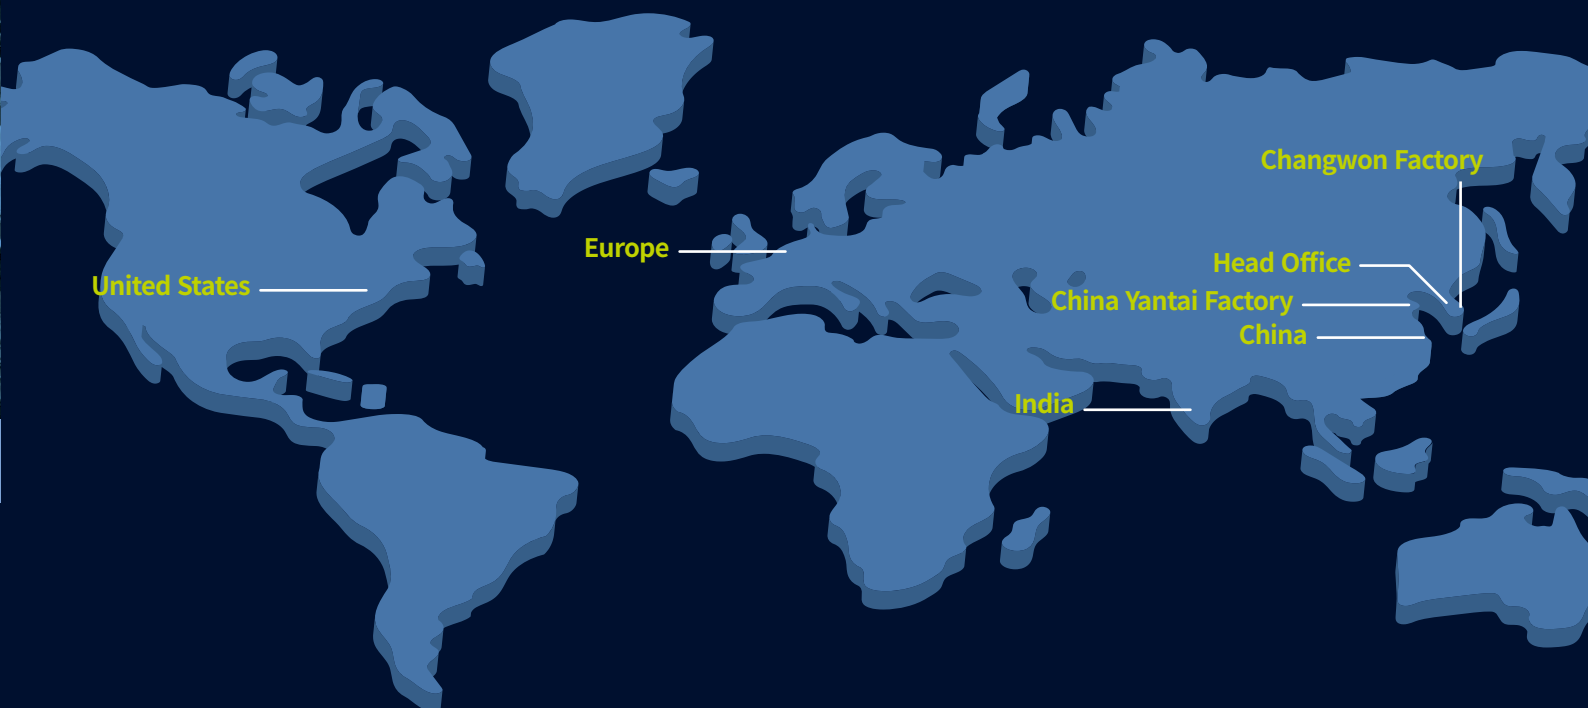 Changwon Factory
Europe
Head Office
United States
China Yantai Factory
China
India